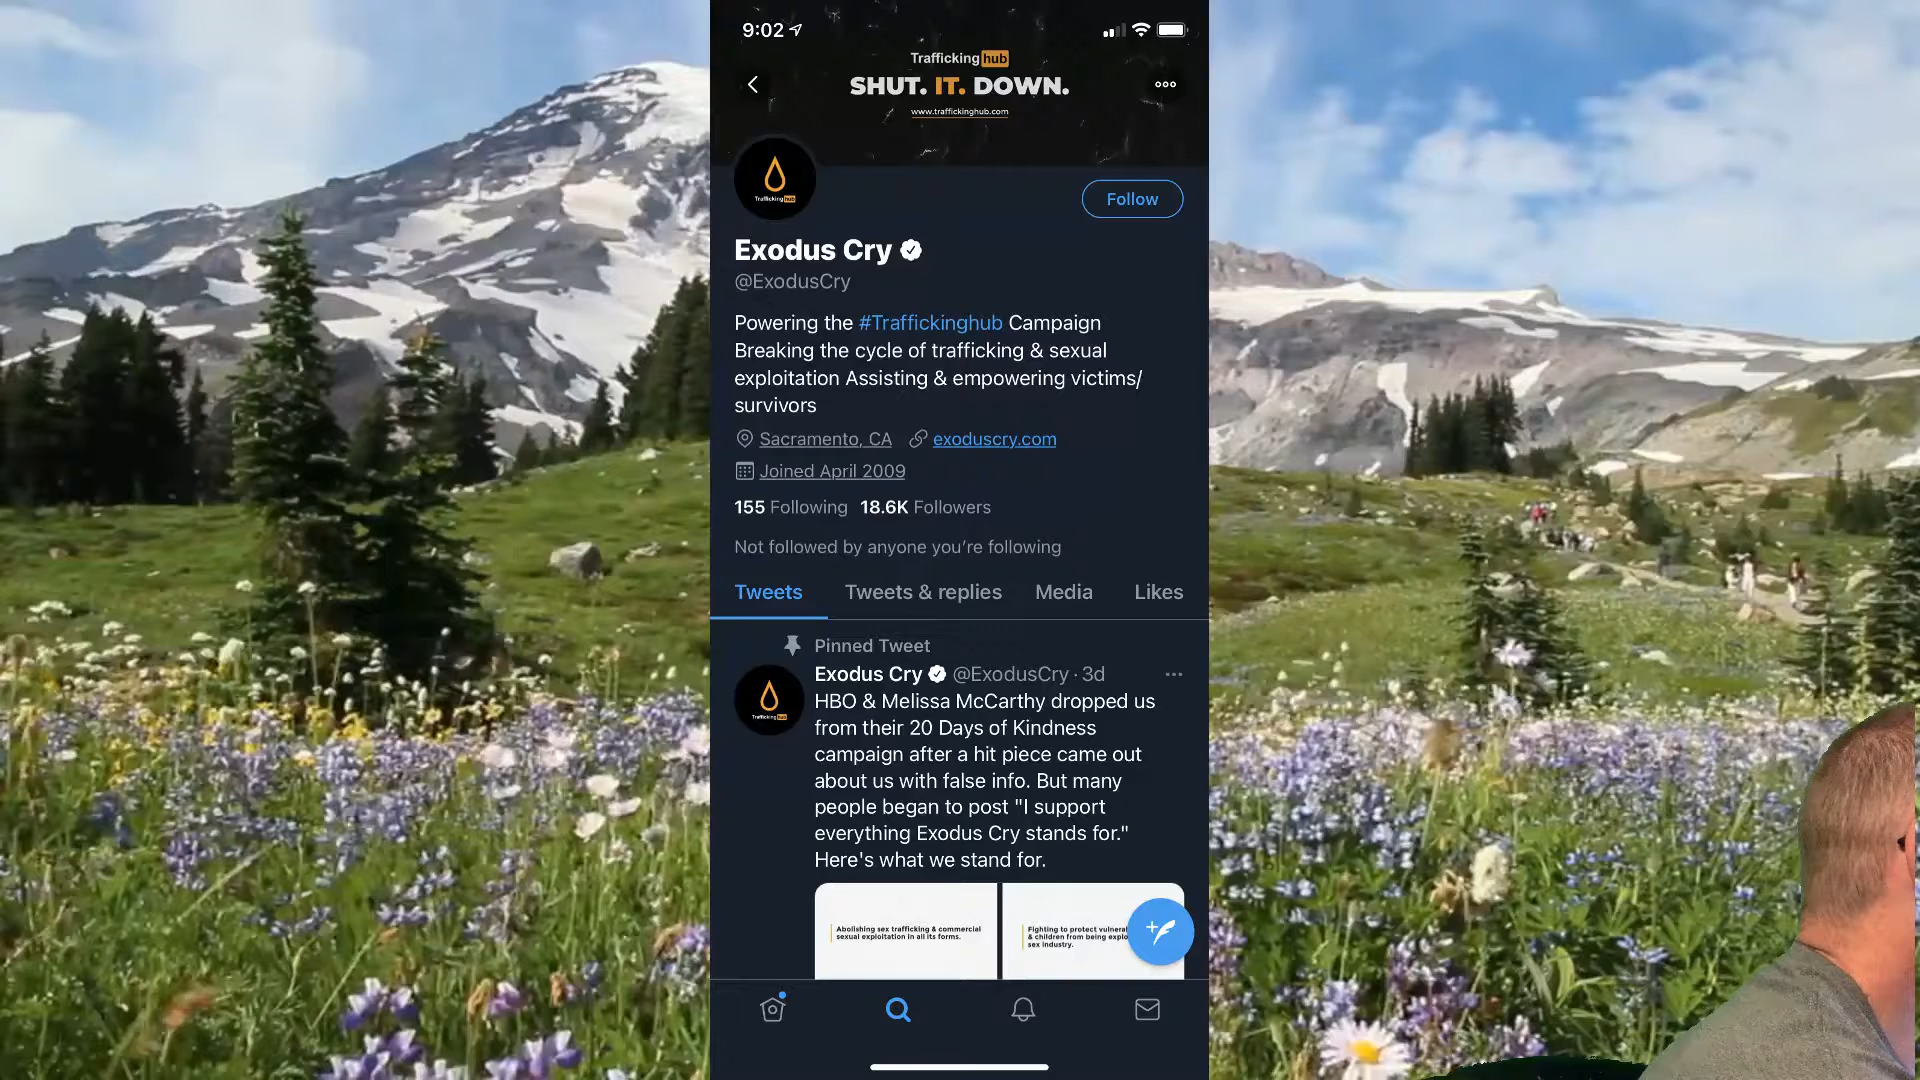 9:02
Traffickinghub
SHUT. IT. DOWN.
www.traffickinghub.com
Traffickinghub
Follow
Exodus Cry
@ExodusCry
Powering the #Traffickinghub Campaign
Breaking the cycle of trafficking & sexual
exploitation Assisting & empowering victims/
survivors
Sacramento, CA exoduscry.com
Joined April 2009
155 Following 18.6K Followers
Not followed by anyone you’re following
Tweets Tweets & replies Media Likes
Pinned Tweet
Exodus Cry @ExodusCry · 3d
Traffickinghub
HBO & Melissa McCarthy dropped us
from their 20 Days of Kindness
campaign after a hit piece came out
about us with false info. But many
people began to post "I support
everything Exodus Cry stands for."
Here's what we stand for.
Abolishing sex trafficking & commercial
sexual exploitation in all its forms.
Fighting to protect
& children from being
sex industry.